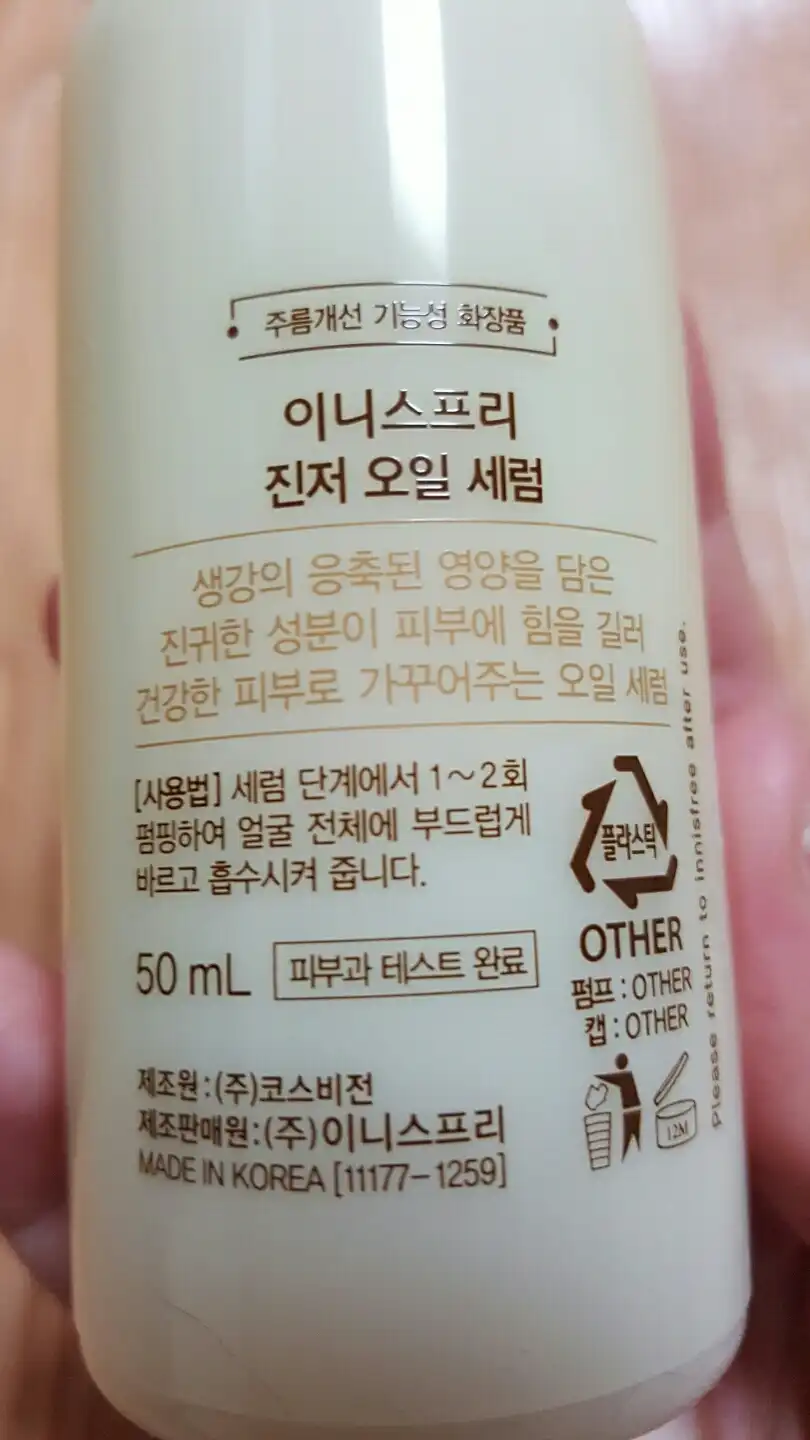 주름개선 기능성 화장품
이니스프리
진저 오일 세럼
생강의 응축된 영양을 담은
진귀한 성분이 피부에 힘을 길러
건강한 피부로 가꾸어주는 오일 세럼
[사용법] 세럼 단계에서 1~2회
펌핑하여 얼굴 전체에 부드럽게
바르고 흡수시켜 줍니다.
50 mL
피부과 테스트 완료
플라스틱
OTHER
펌프 : OTHER
캡 : OTHER
12M
please return to innisfree after use.
제조원 : (주)코스비전
제조판매원 : (주)이니스프리
MADE IN KOREA [11177-1259]